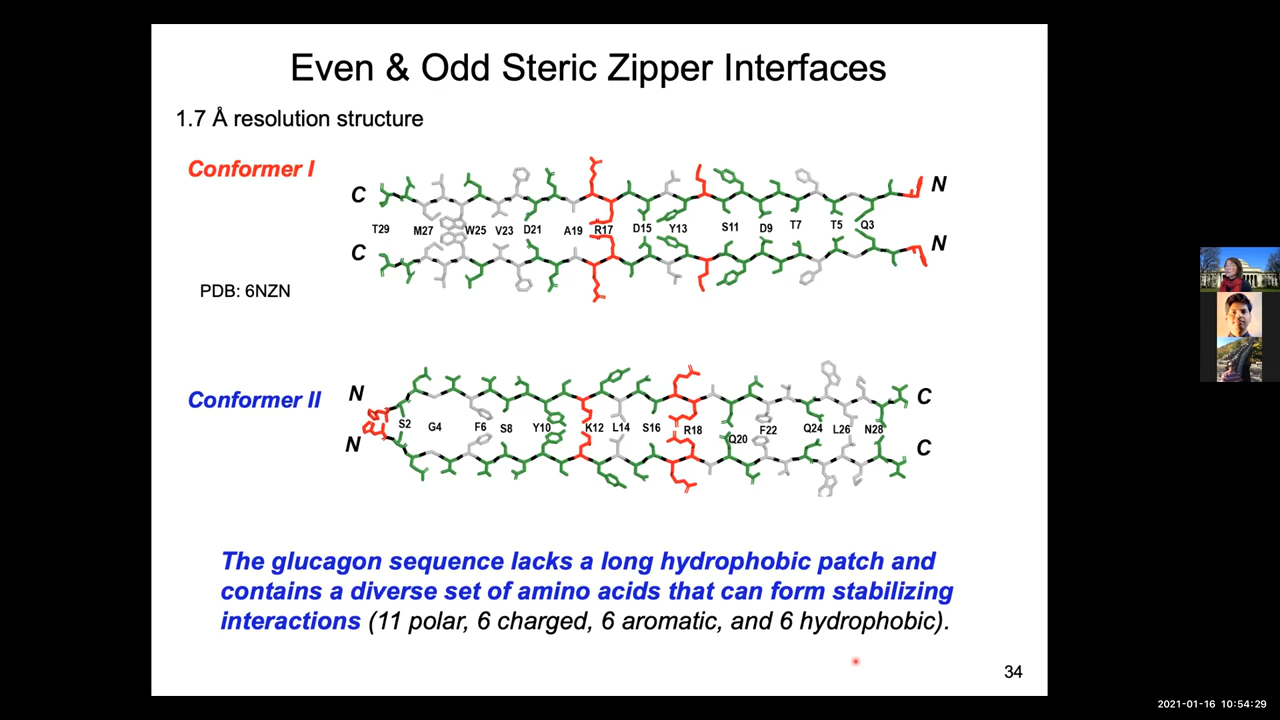 Even & Odd Steric Zipper Interfaces
1.7 Å resolution structure
Conformer I
C
N
T29 M27 W25 V23 D21 A19 R17 D15 Y13 S11 D9 T7 T5 Q3
C
N
PDB: 6NZN
Conformer II
N
C
S2 G4 F6 S8 Y10 K12 L14 S16 R18 Q20 F22 Q24 L26 N28
N
C
The glucagon sequence lacks a long hydrophobic patch and
contains a diverse set of amino acids that can form stabilizing
interactions (11 polar, 6 charged, 6 aromatic, and 6 hydrophobic).
34
2021-01-16 10:54:29